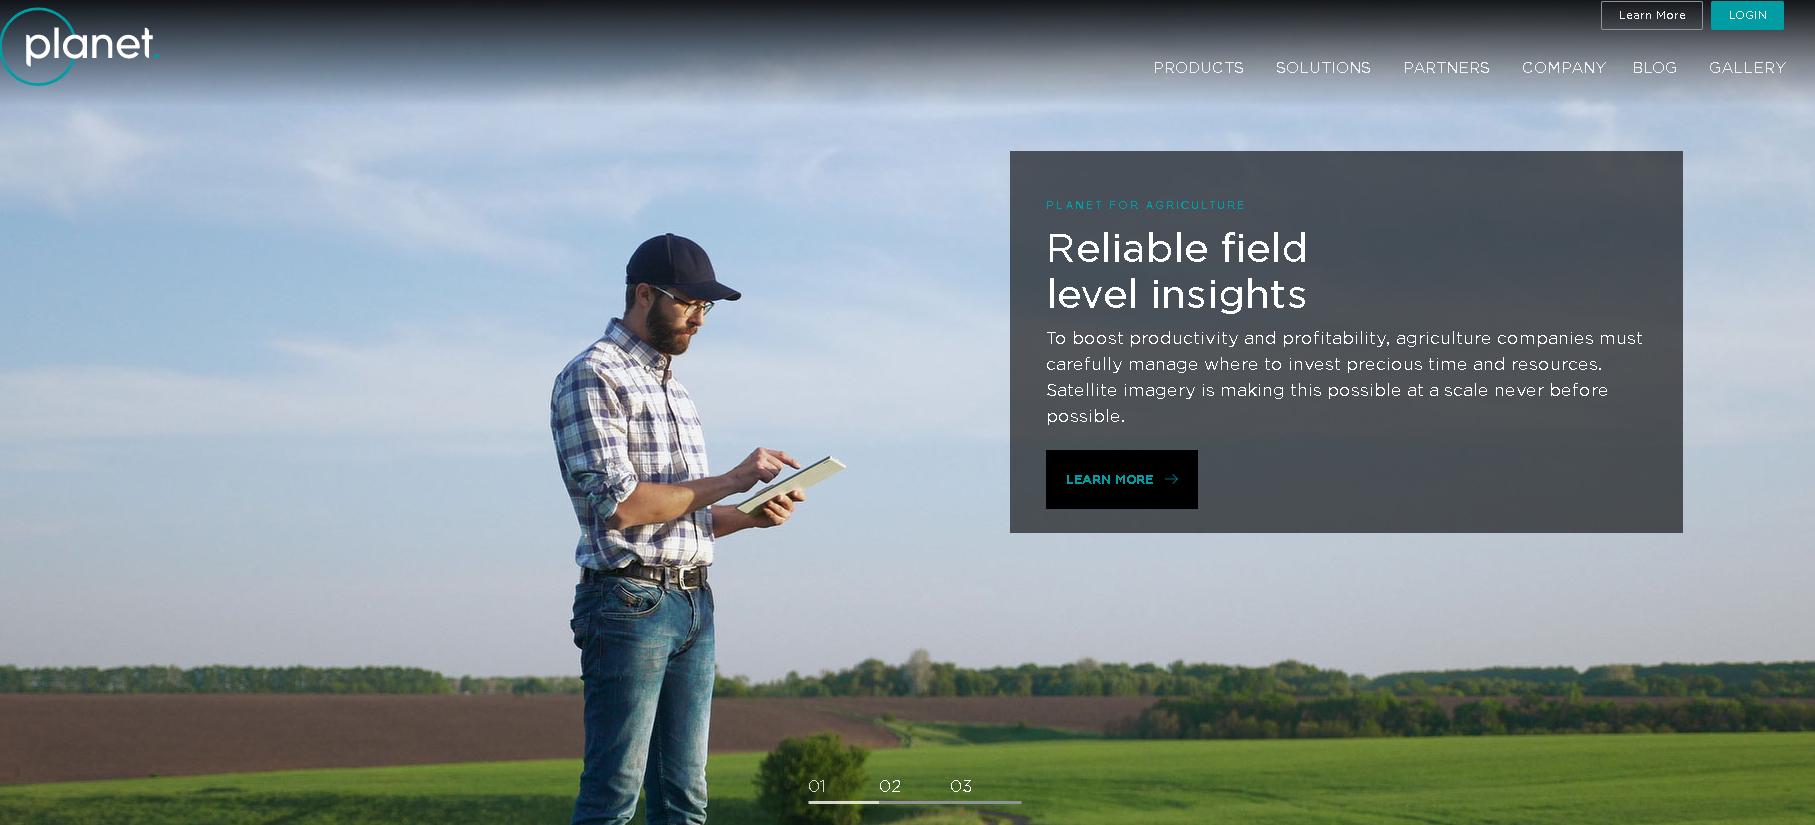 planet.
Learn More
LOGIN
PRODUCTS
SOLUTIONS
PARTNERS
COMPANY
BLOG
GALLERY
PLANET FOR AGRICULTURE
Reliable field
level insights
To boost productivity and profitability, agriculture companies must
carefully manage where to invest precious time and resources.
Satellite imagery is making this possible at a scale never before
possible.
LEARN MORE →
01
02
03